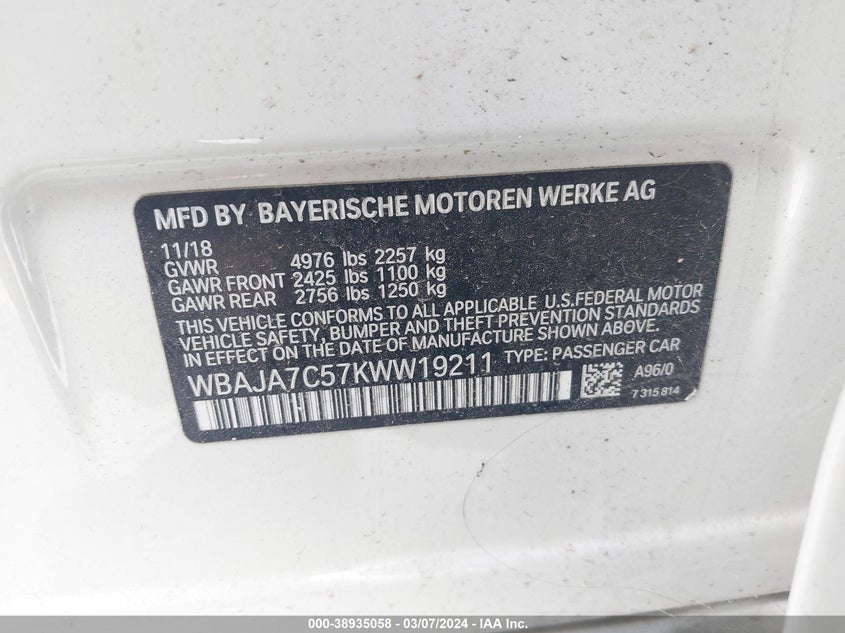 MFD BY BAYERISCHE MOTOREN WERKE AG
11/18
GVWR 4976 lbs 2257 kg
GAWR FRONT 2425 lbs 1100 kg
GAWR REAR 2756 lbs 1250 kg
THIS VEHICLE CONFORMS TO ALL APPLICABLE U.S.FEDERAL MOTOR
VEHICLE SAFETY, BUMPER AND THEFT PREVENTION STANDARDS
IN EFFECT ON THE DATE OF MANUFACTURE SHOWN ABOVE.
WBAJA7C57KWW19211 TYPE: PASSENGER CAR
A96/0
7 315 814
000-38935058 - 03/07/2024 - IAA Inc.